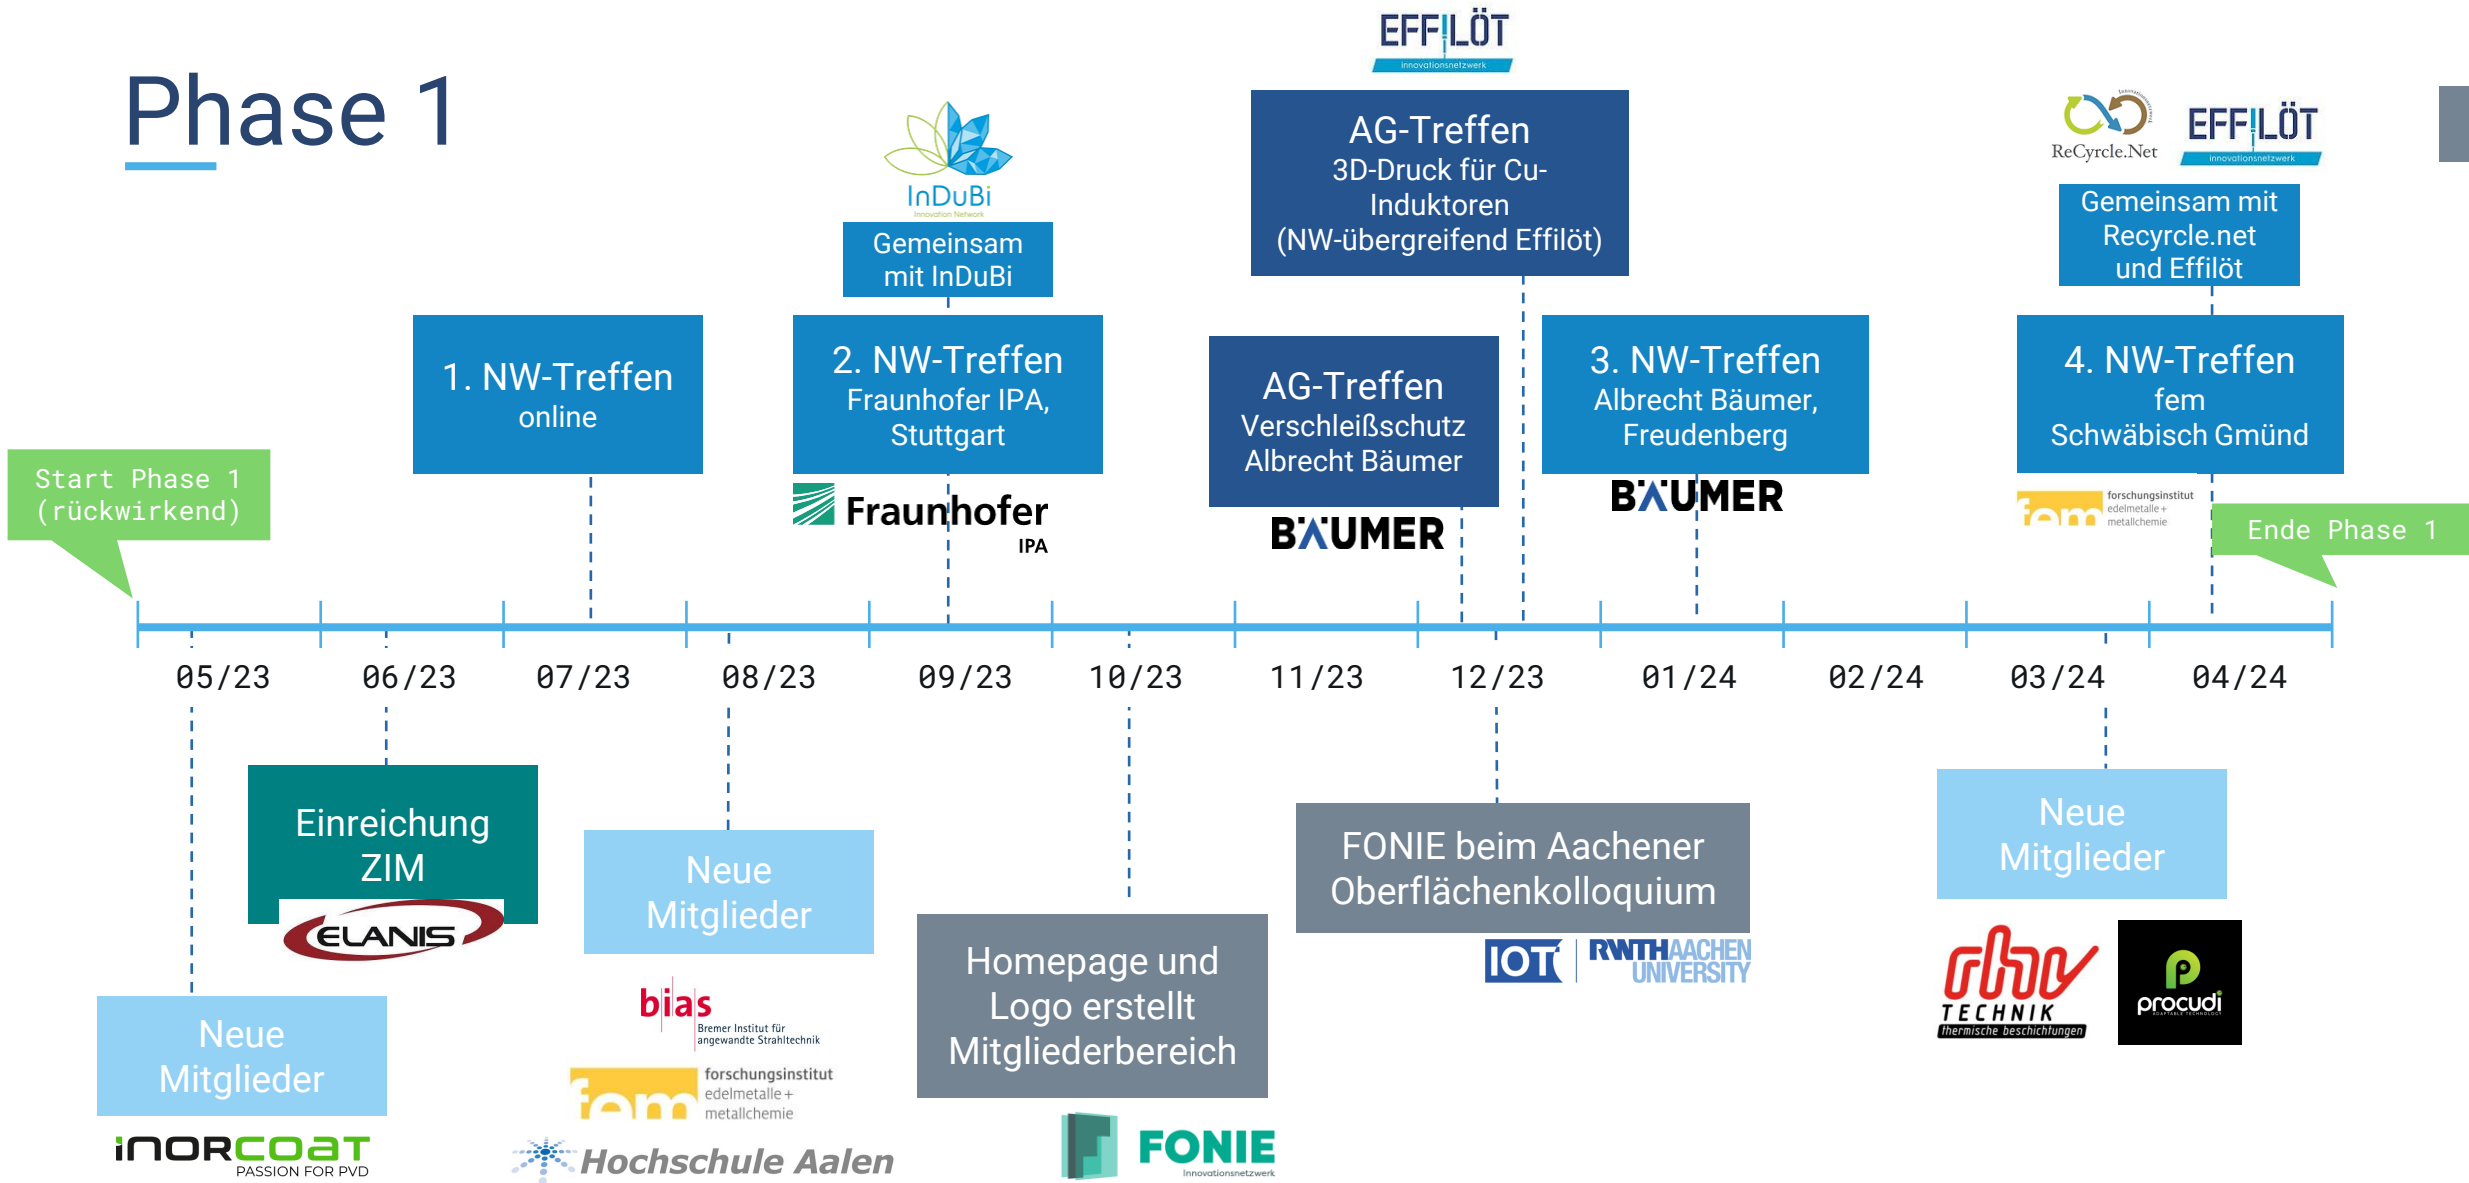 Phase 1
EFFILÖT
innovationsnetzwerk
AG-Treffen
3D-Druck für Cu-
Induktoren
(NW-übergreifend Effilöt)
InDuBi
Innovation Network
Gemeinsam
mit InDuBi
ReCyrcle.Net
EFFILÖT
innovationsnetzwerk
Gemeinsam mit
Recyrcle.net
und Effilöt
1. NW-Treffen
online
2. NW-Treffen
Fraunhofer IPA,
Stuttgart
Fraunhofer
IPA
AG-Treffen
Verschleißschutz
Albrecht Bäumer
BÄUMER
3. NW-Treffen
Albrecht Bäumer,
Freudenberg
BÄUMER
4. NW-Treffen
fem
Schwäbisch Gmünd
fem
forschungsinstitut
edelmetalle +
metallchemie
Start Phase 1
(rückwirkend)
Ende Phase 1
05/23
06/23
07/23
08/23
09/23
10/23
11/23
12/23
01/24
02/24
03/24
04/24
Neue
Mitglieder
INORCOAT
PASSION FOR PVD
Einreichung
ZIM
ELANIS
Neue
Mitglieder
bias
Bremer Institut für
angewandte Strahltechnik
fem
forschungsinstitut
edelmetalle +
metallchemie
Hochschule Aalen
Homepage und
Logo erstellt
Mitgliederbereich
FONIE
Innovationsnetzwerk
FONIE beim Aachener
Oberflächenkolloquium
IOT
RWTHAACHEN
UNIVERSITY
Neue
Mitglieder
rhv
TECHNIK
thermische beschichtungen
procudi
ADAPTABLE TECHNOLOGY